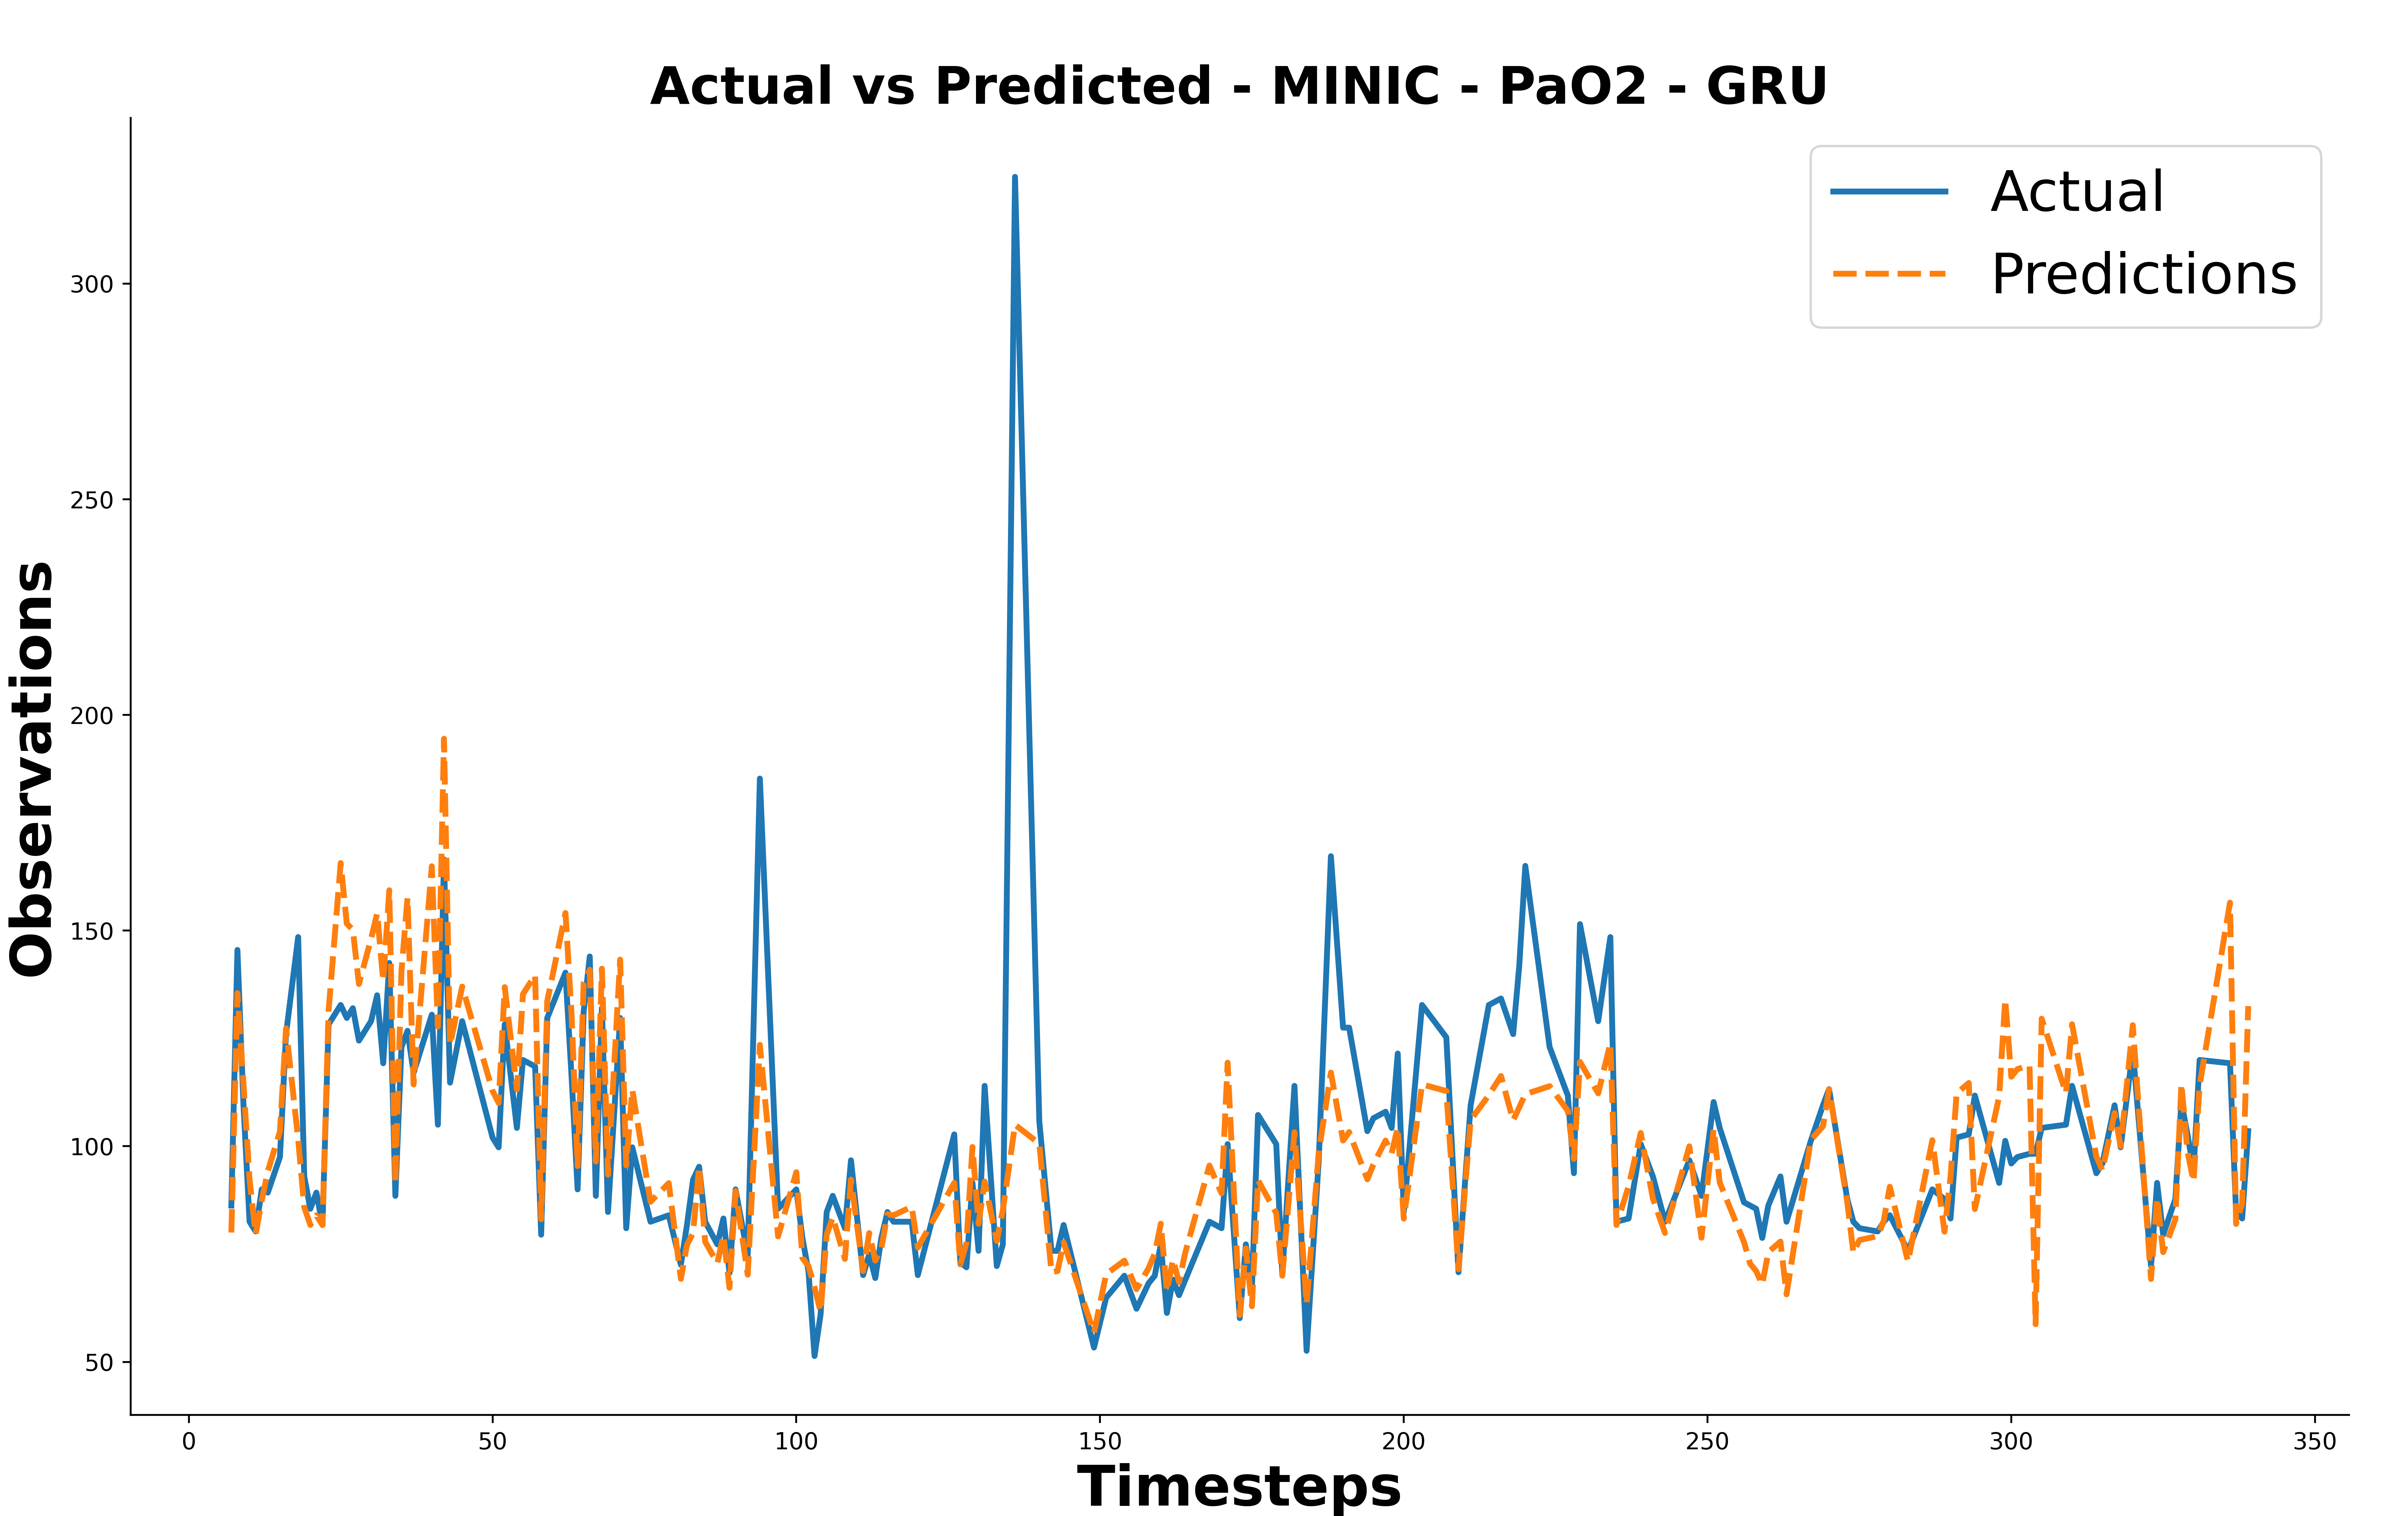 Actual vs Predicted - MINIC - PaO2 - GRU
Actual
Predictions
Observations
300
250
200
150
100
50
0 50 100 150 200 250 300 350
Timesteps